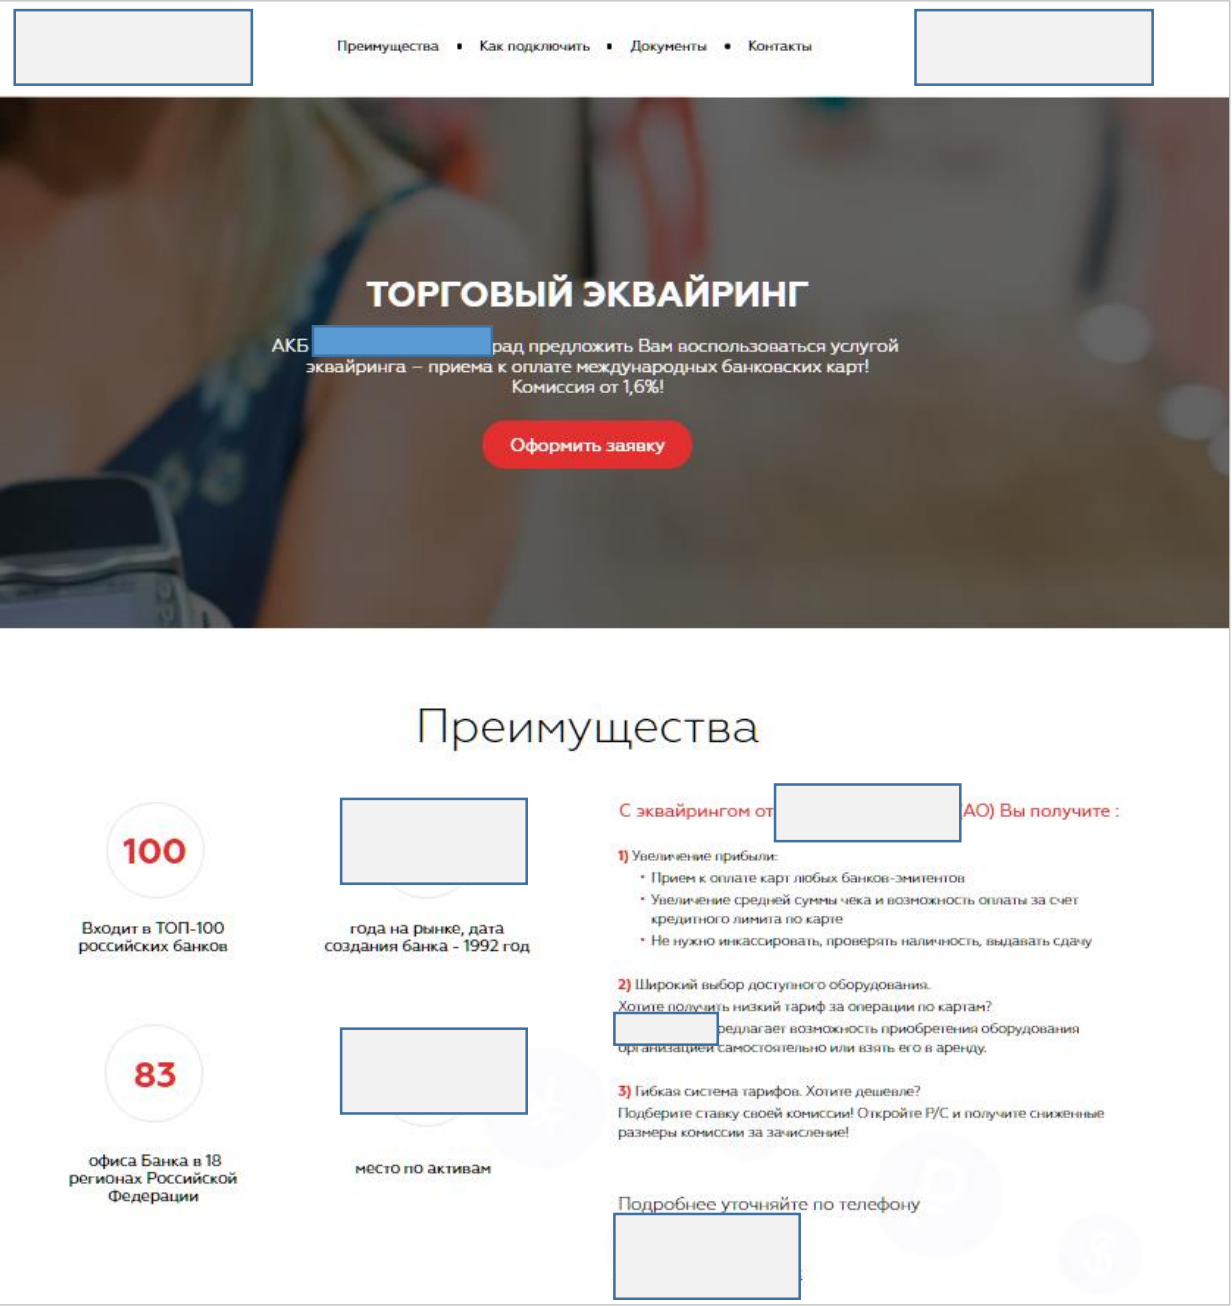 Преимущества ▪ Как подключить ▪ Документы • Контакты
ТОРГОВЫЙ ЭКВАЙРИНГ
АКБ рад предложить Вам воспользоваться услугой
эквайринга – приема к оплате международных банковских карт!
Комиссия от 1,6%!
Оформить заявку
Преимущества
100
Входит в ТОП-100
российских банков
года на рынке, дата
создания банка - 1992 год
83
офиса Банка в 18
регионах Российской
Федерации
место по активам
С эквайрингом от АО) Вы получите :
1) Увеличение прибыли:
• Прием к оплате карт любых банков-эмитентов
• Увеличение средней суммы чека и возможность оплаты за счет
кредитного лимита по карте
• Не нужно инкассировать, проверять наличность, выдавать сдачу
2) Широкий выбор доступного оборудования.
Хотите получить низкий тариф за операции по картам?
редлагает возможность приобретения оборудования
организацией самостоятельно или взять его в аренду.
3) Гибкая система тарифов. Хотите дешевле?
Подберите ставку своей комиссии! Откройте Р/С и получите сниженные
размеры комиссии за зачисление!
Подробнее уточняйте по телефону